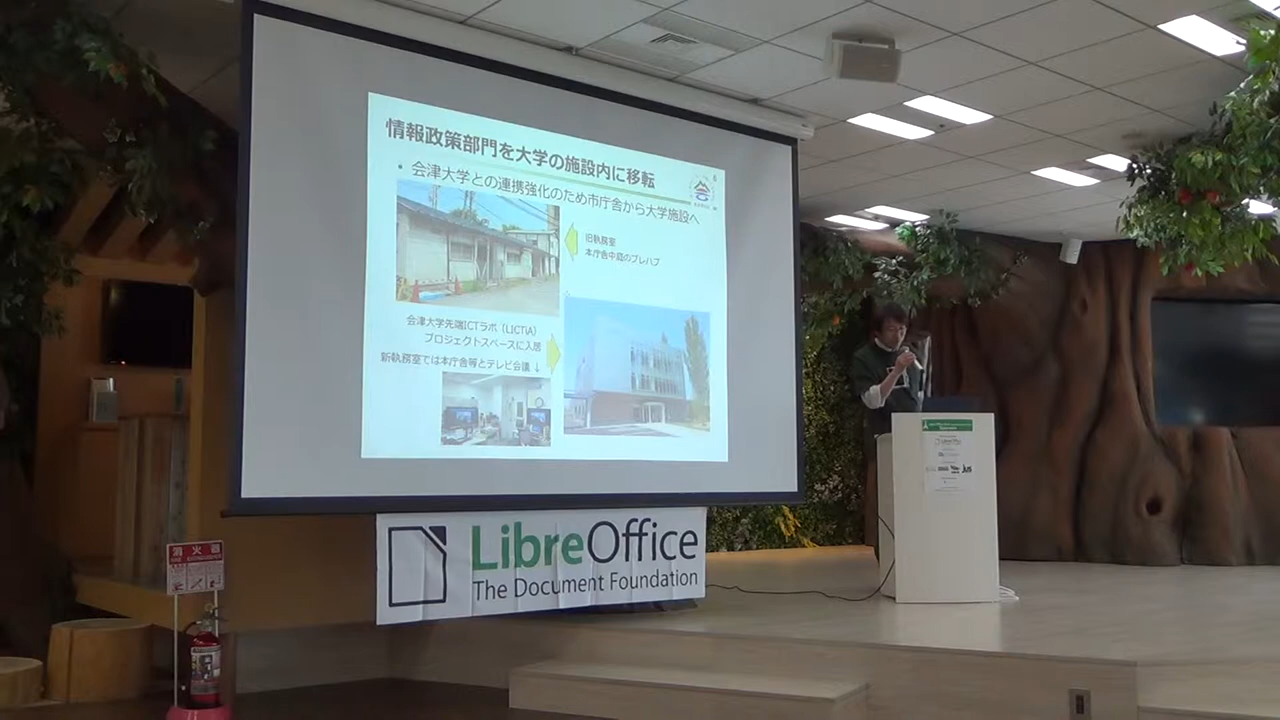 情報政策部門を大学の施設内に移転
• 会津大学との連携強化のため市庁舎から大学施設へ
旧執務室
本庁舎中庭のプレハブ
会津大学先端ICTラボ（LICTiA）
プロジェクトスペースに入居
新執務室では本庁舎等とテレビ会議 ↓
LibreOffice
The Document Foundation
消火器